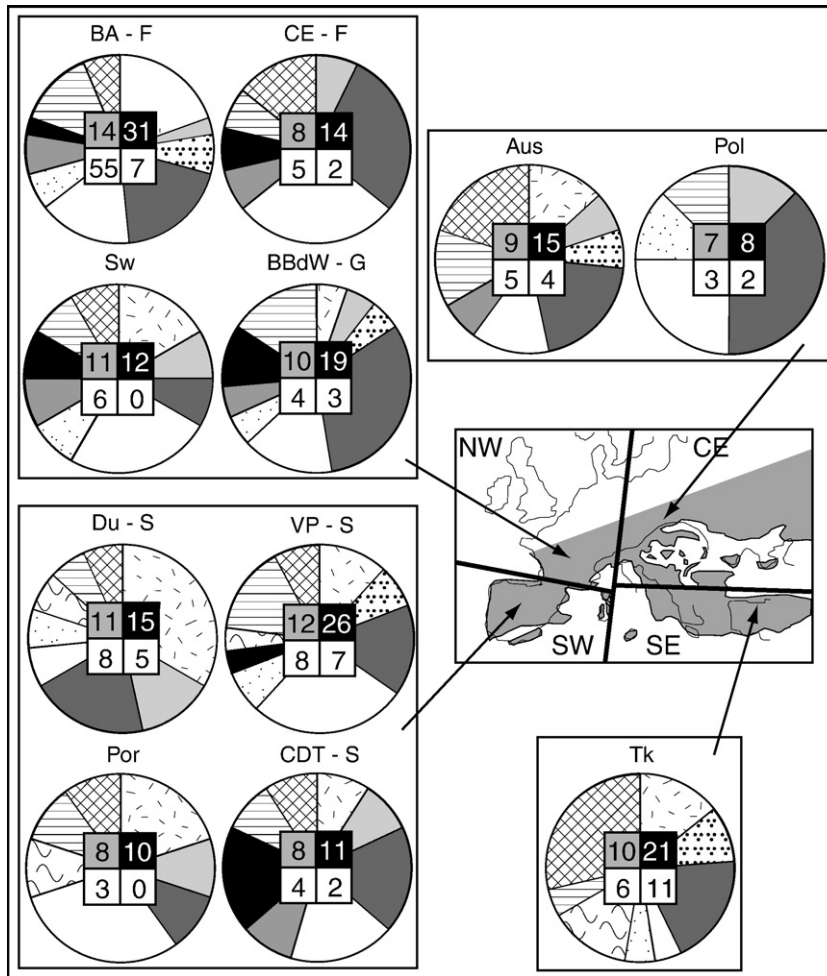 BA - F
14 31
55 7
CE - F
8 14
5 2
Sw
11 12
6 0
BBdW - G
10 19
4 3
Aus
9 15
5 4
Pol
7 8
3 2
NW
CE
SW
SE
Du - S
11 15
8 5
VP - S
12 26
8 7
Por
8 10
3 0
CDT - S
8 11
4 2
Tk
10 21
6 11